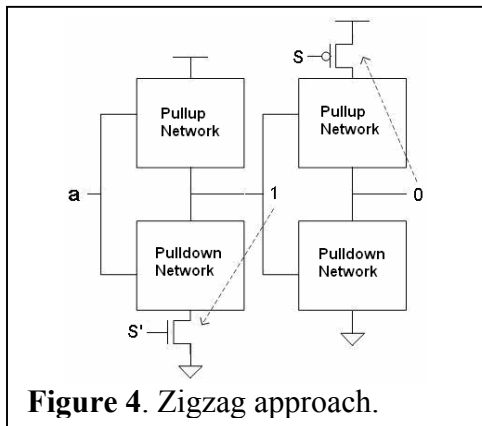 S
Pullup
Network
Pullup
Network
a
1
0
Pulldown
Network
Pulldown
Network
S'
Figure 4. Zigzag approach.